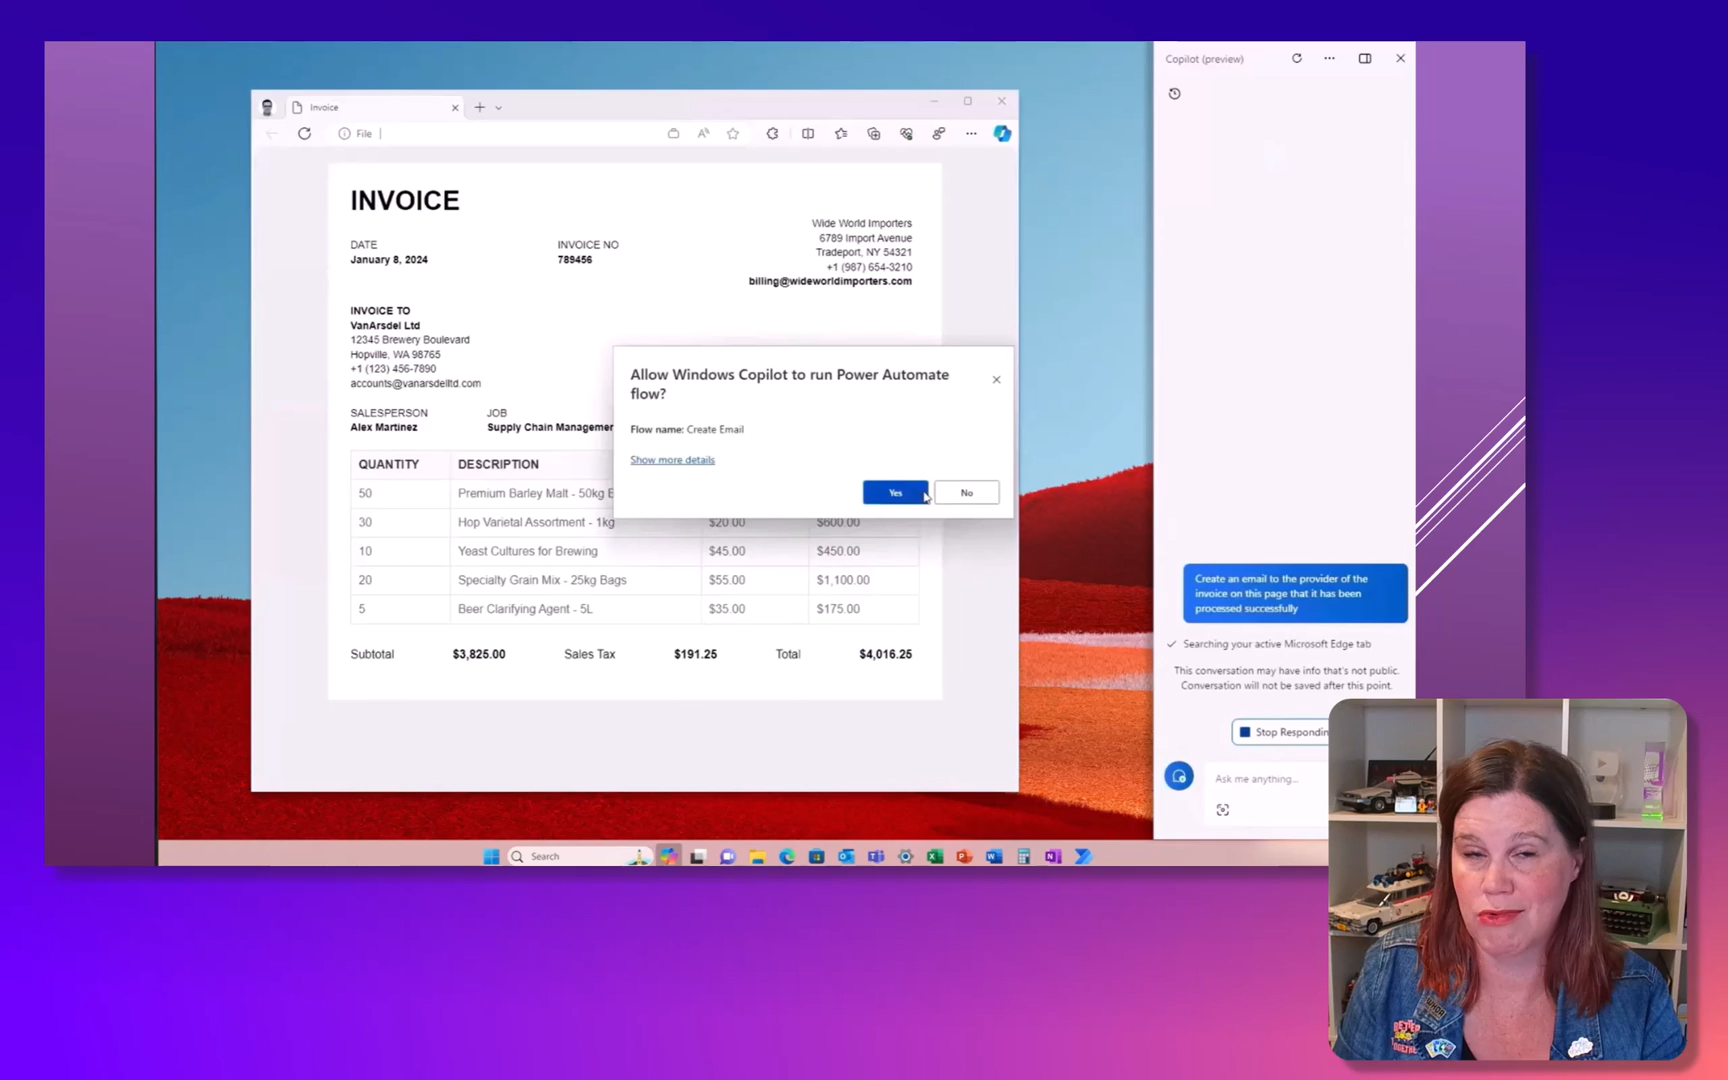 Copilot (preview)
Invoice
File
INVOICE
DATE
January 8, 2024
INVOICE NO
789456
Wide World Importers
6789 Import Avenue
Tradeport, NY 54321
+1 (987) 654-3210
billing@wideworldimporters.com
INVOICE TO
VanArsdel Ltd
12345 Brewery Boulevard
Hopville, WA 98765
+1 (123) 456-7890
accounts@vanarsdelltd.com
SALESPERSON
Alex Martinez
JOB
Supply Chain Managemen
Allow Windows Copilot to run Power Automate
flow?
Flow name: Create Email
Show more details
Yes
No
QUANTITY DESCRIPTION
50 Premium Barley Malt - 50kg
30 Hop Varietal Assortment - 1kg $20.00 $600.00
10 Yeast Cultures for Brewing $45.00 $450.00
20 Specialty Grain Mix - 25kg Bags $55.00 $1,100.00
5 Beer Clarifying Agent - 5L $35.00 $175.00
Subtotal $3,825.00 Sales Tax $191.25 Total $4,016.25
Create an email to the provider of the
invoice on this page that it has been
processed successfully
Searching your active Microsoft Edge tab
This conversation may have info that's not public.
Conversation will not be saved after this point.
Stop Respondin
Ask me anything...
Search
BETTER
TOGETHE